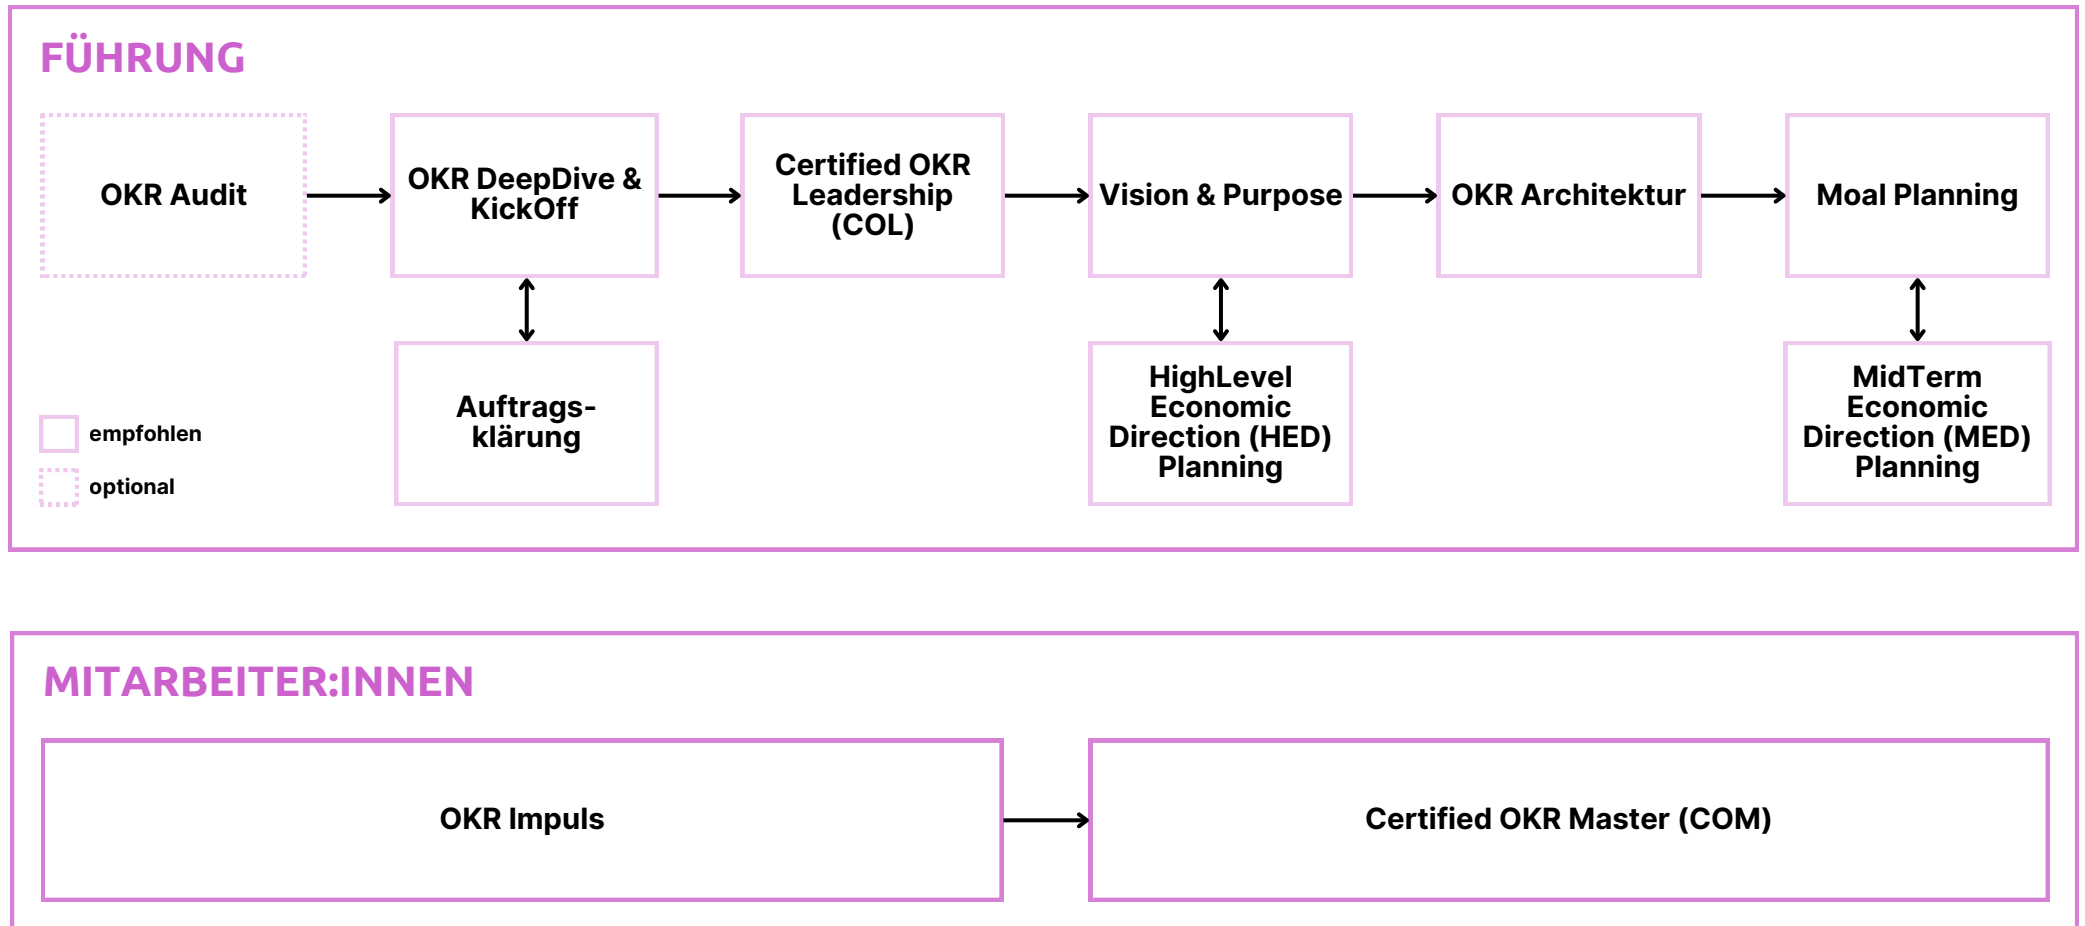 FÜHRUNG
OKR Audit
OKR DeepDive &
KickOff
Certified OKR
Leadership
(COL)
Vision & Purpose
OKR Architektur
Moal Planning
Auftrags-
klärung
HighLevel
Economic
Direction (HED)
Planning
MidTerm
Economic
Direction (MED)
Planning
empfohlen
optional
MITARBEITER:INNEN
OKR Impuls
Certified OKR Master (COM)